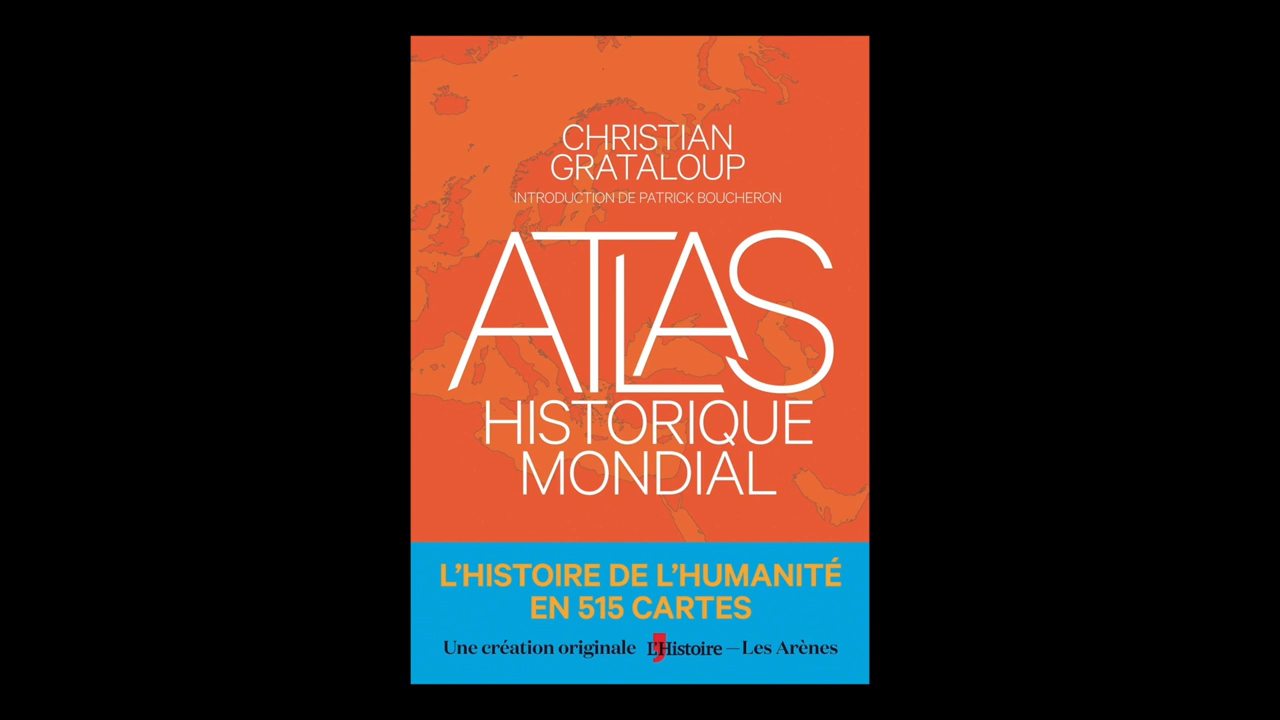 CHRISTIAN
GRATALOUP
INTRODUCTION DE PATRICK BOUCHERON
ATLAS
HISTORIQUE
MONDIAL
L'HISTOIRE DE L'HUMANITÉ
EN 515 CARTES
Une création originale L'Histoire – Les Arènes